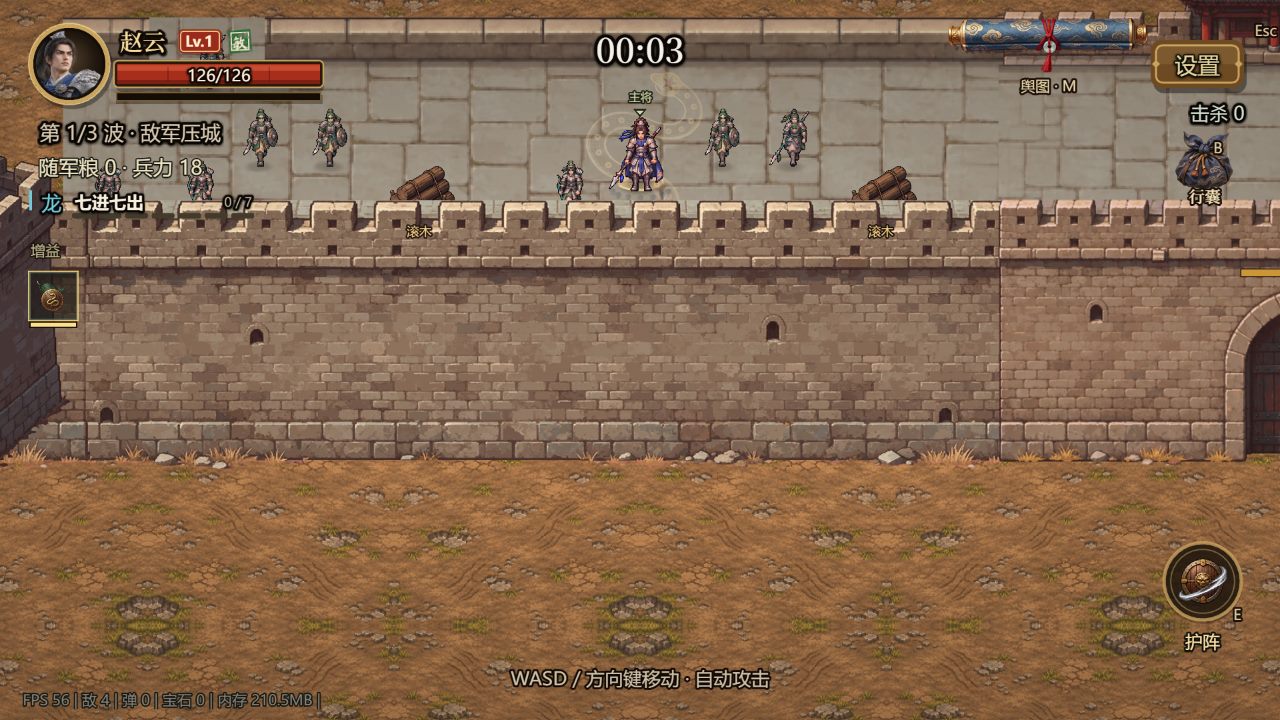 赵云 Lv.1 敌
126/126
00:03
Esc
设置
舆图·M
主将
击杀 0
第 1/3 波·敌军压城
随军粮 0·兵力 18
B
行囊
龙 七进七出 0/7
滚木
滚木
增益
E
护阵
WASD / 方向键移动·自动攻击
FPS 56 | 敌 4 | 弹 0 | 宝石 0 | 内存 210.5MB |